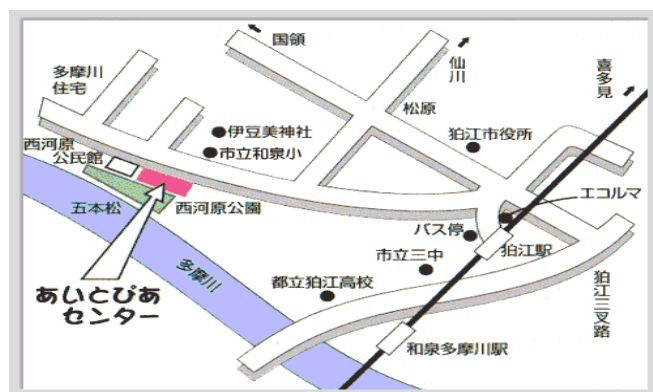 国領
仙川
喜多見
多摩川
住宅
松原
伊豆美神社
狛江市役所
西河原
公民館
市立和泉小
エコルマ
五本松
西河原公園
バス停
狛江駅
市立三中
多摩川
あいとぴあ
センター
都立狛江高校
狛江三叉路
和泉多摩川駅